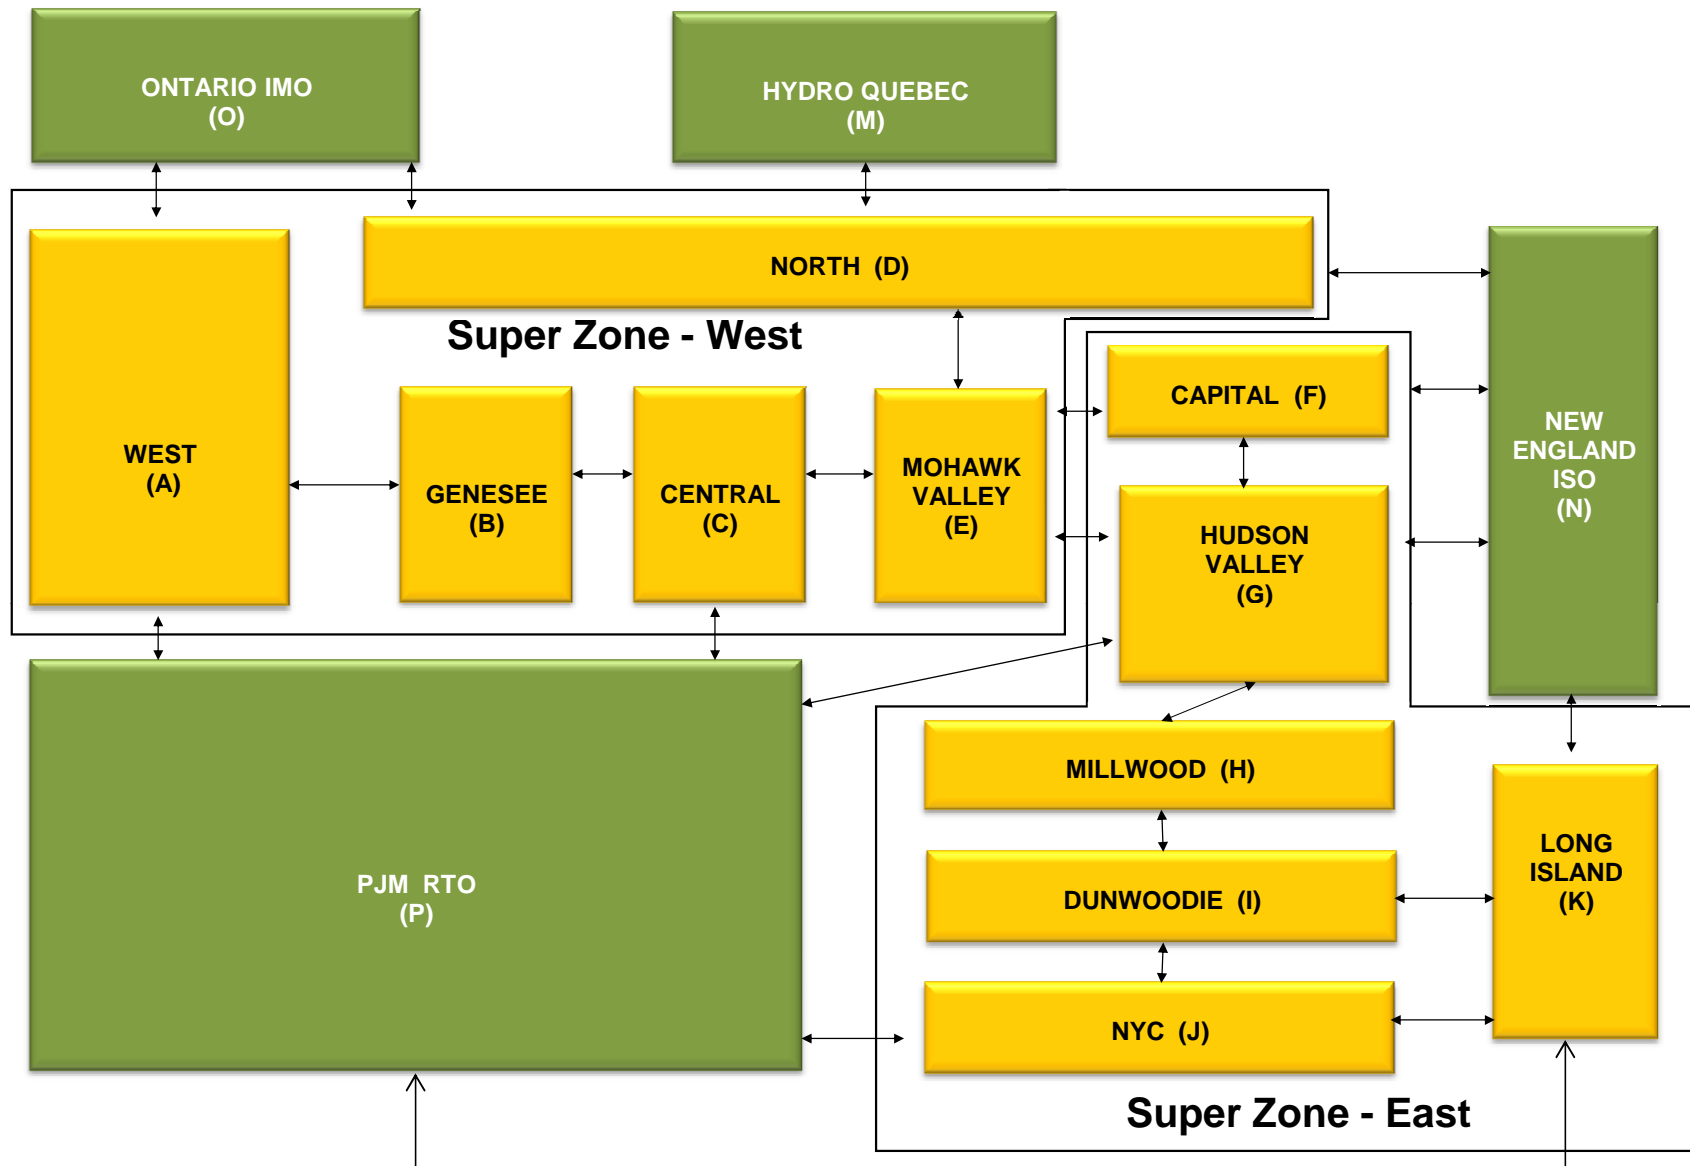 ONTARIO IMO
(O)
HYDRO QUEBEC
(M)
NORTH (D)
Super Zone - West
WEST
(A)
GENESEE
(B)
CENTRAL
(C)
MOHAWK
VALLEY
(E)
CAPITAL (F)
HUDSON
VALLEY
(G)
NEW
ENGLAND
ISO
(N)
PJM RTO
(P)
MILLWOOD (H)
DUNWOODIE (I)
NYC (J)
LONG
ISLAND
(K)
Super Zone - East